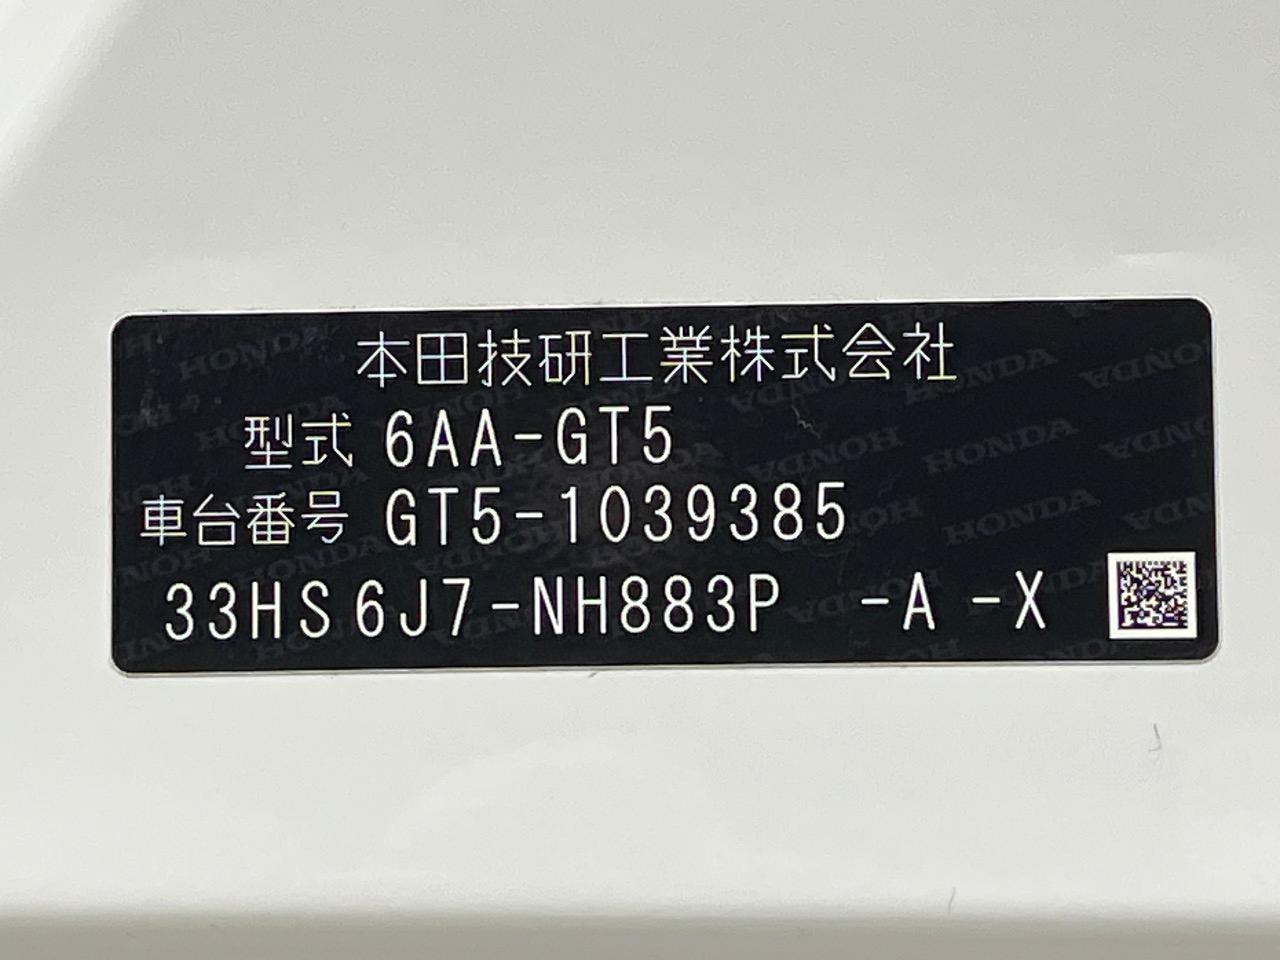 本田技研工業株式会社
型式 6AA-GT5
車台番号 GT5-1039385
33HS6J7-NH883P -A -X